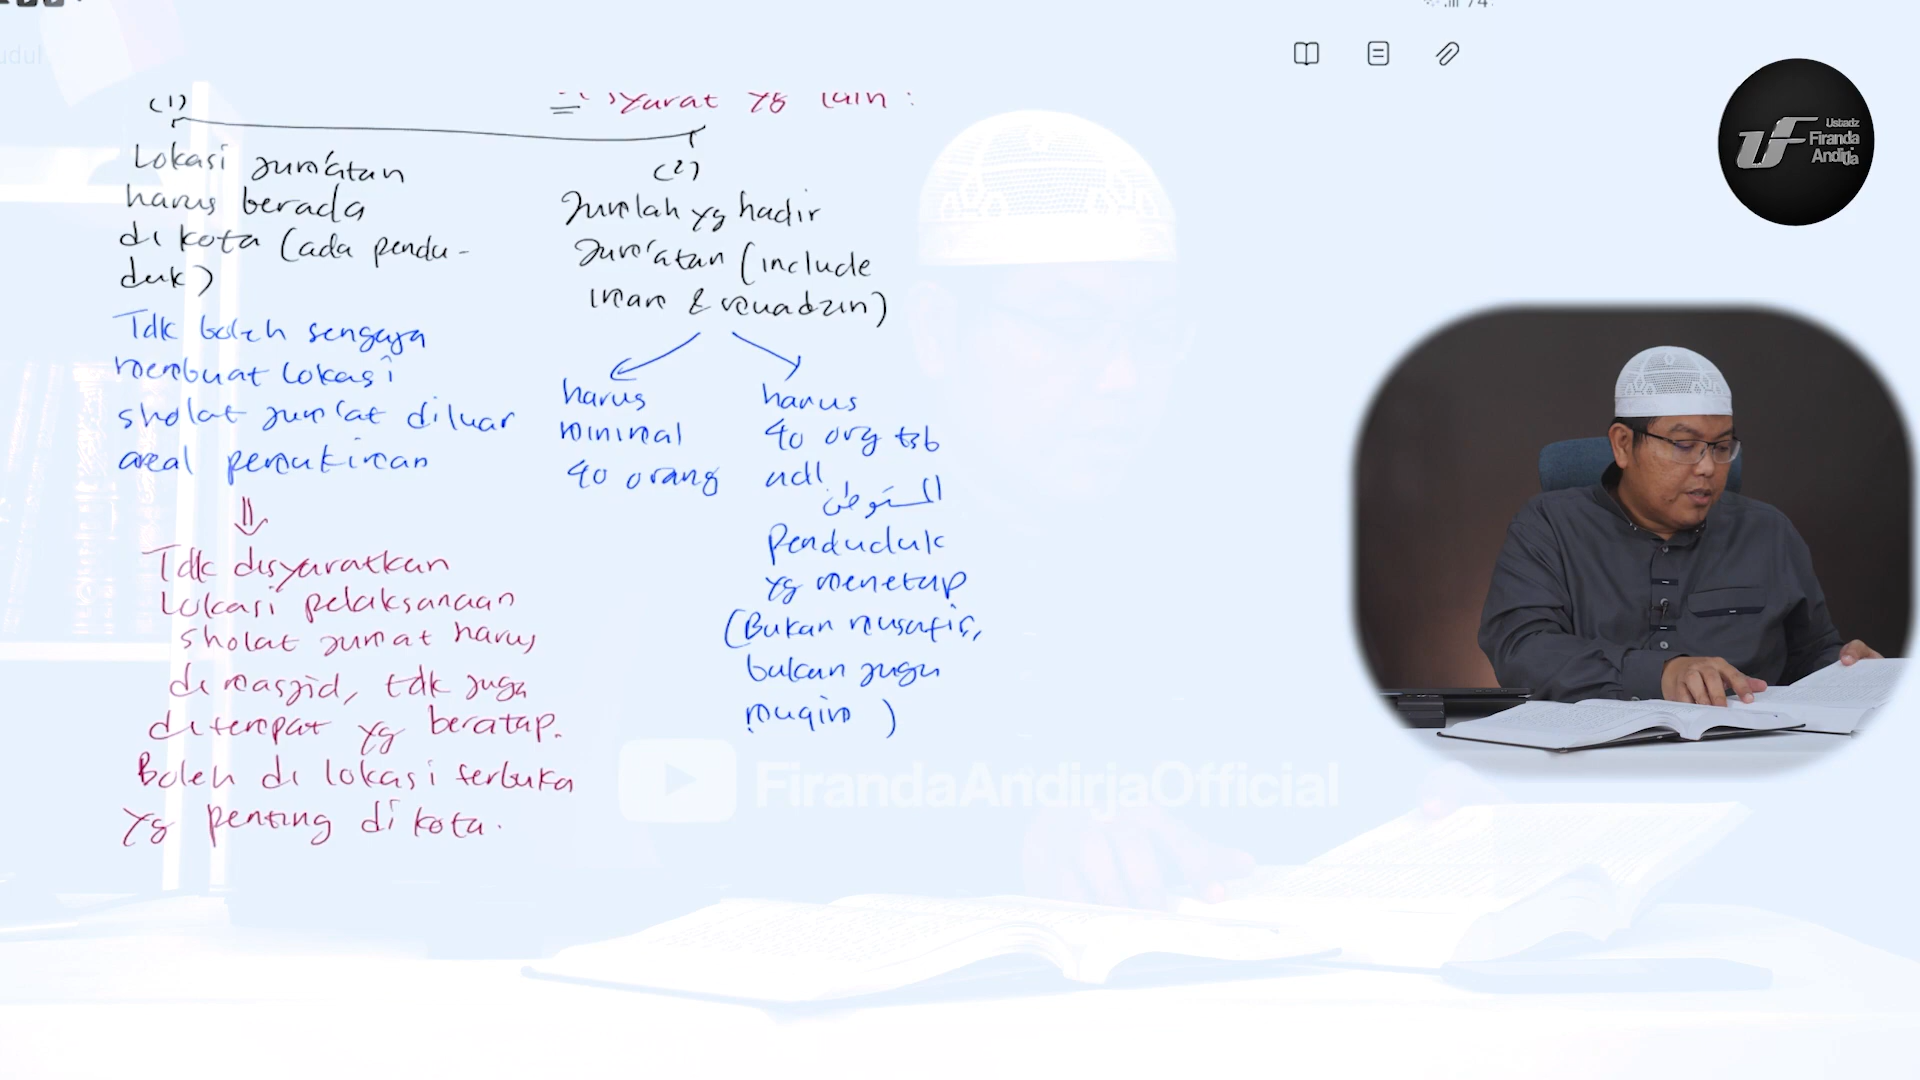 syarat yg lain :
(1)
Lokasi Jum'atan
harus berada
di kota (ada pendu-
duk)
Tdk boleh sengaja
membuat lokasi
sholat jum'at diluar
areal pemukiman
Tdk disyaratkan
Lokasi pelaksanaan
sholat jumat harus
di masjid, tdk juga
ditempat yg beratap.
Boleh di lokasi terbuka
yg penting di kota.
(2)
Jumlah yg hadir
Jum'atan (include
imam & muadzin)
harus
minimal
40 orang
harus
40 org tsb
adl
المستوطن
Penduduk
yg menetap
(Bukan musafir,
bukan juga
muqim)
Ustadz
Firanda
Andirja
FirandaAndirjaOfficial